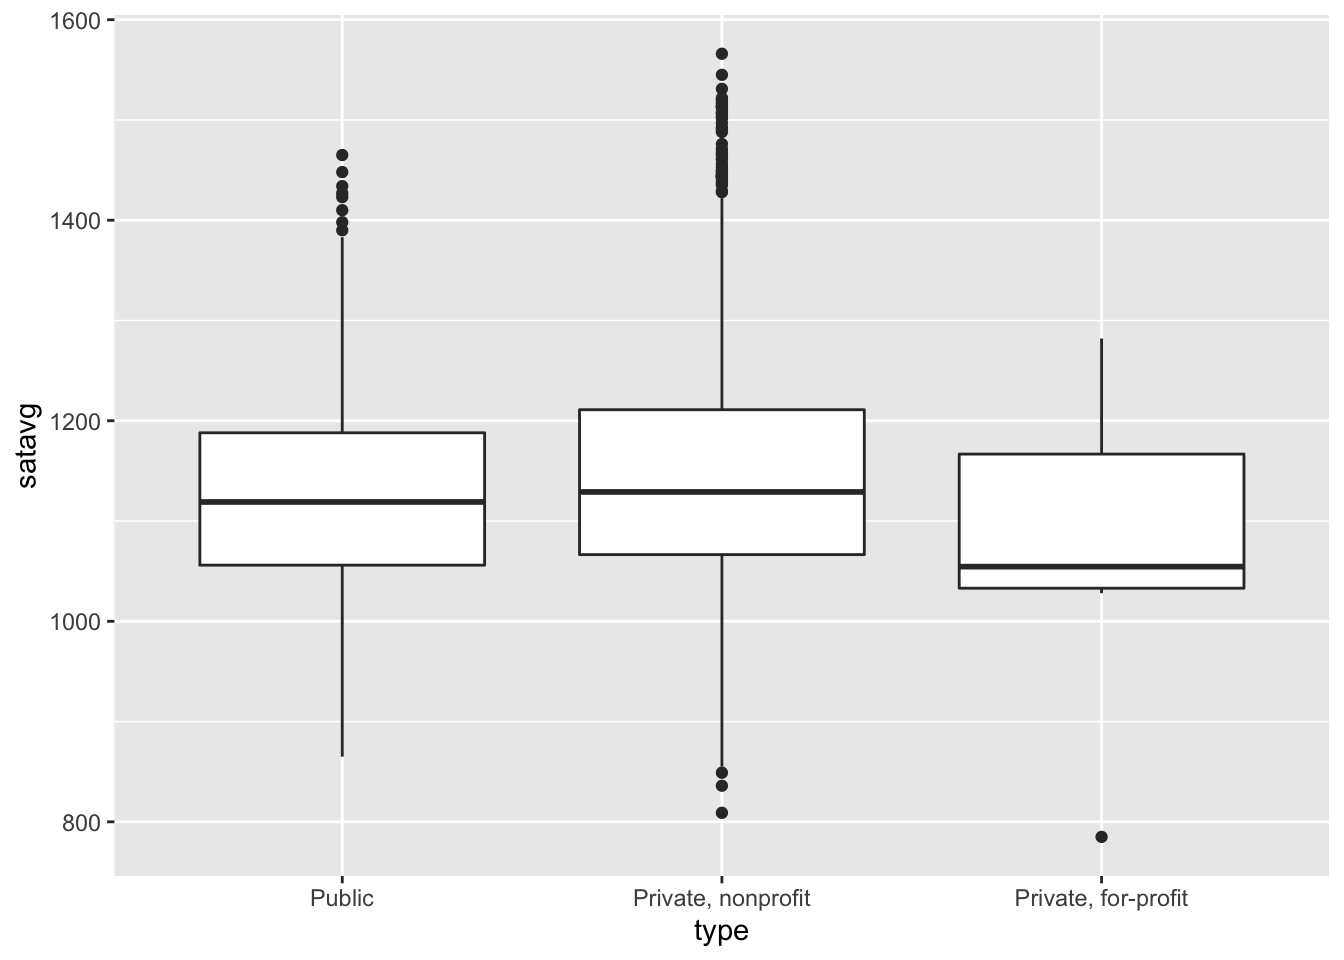 1600
1400
1200
1000
800
satavg
Public
Private, nonprofit
Private, for-profit
type